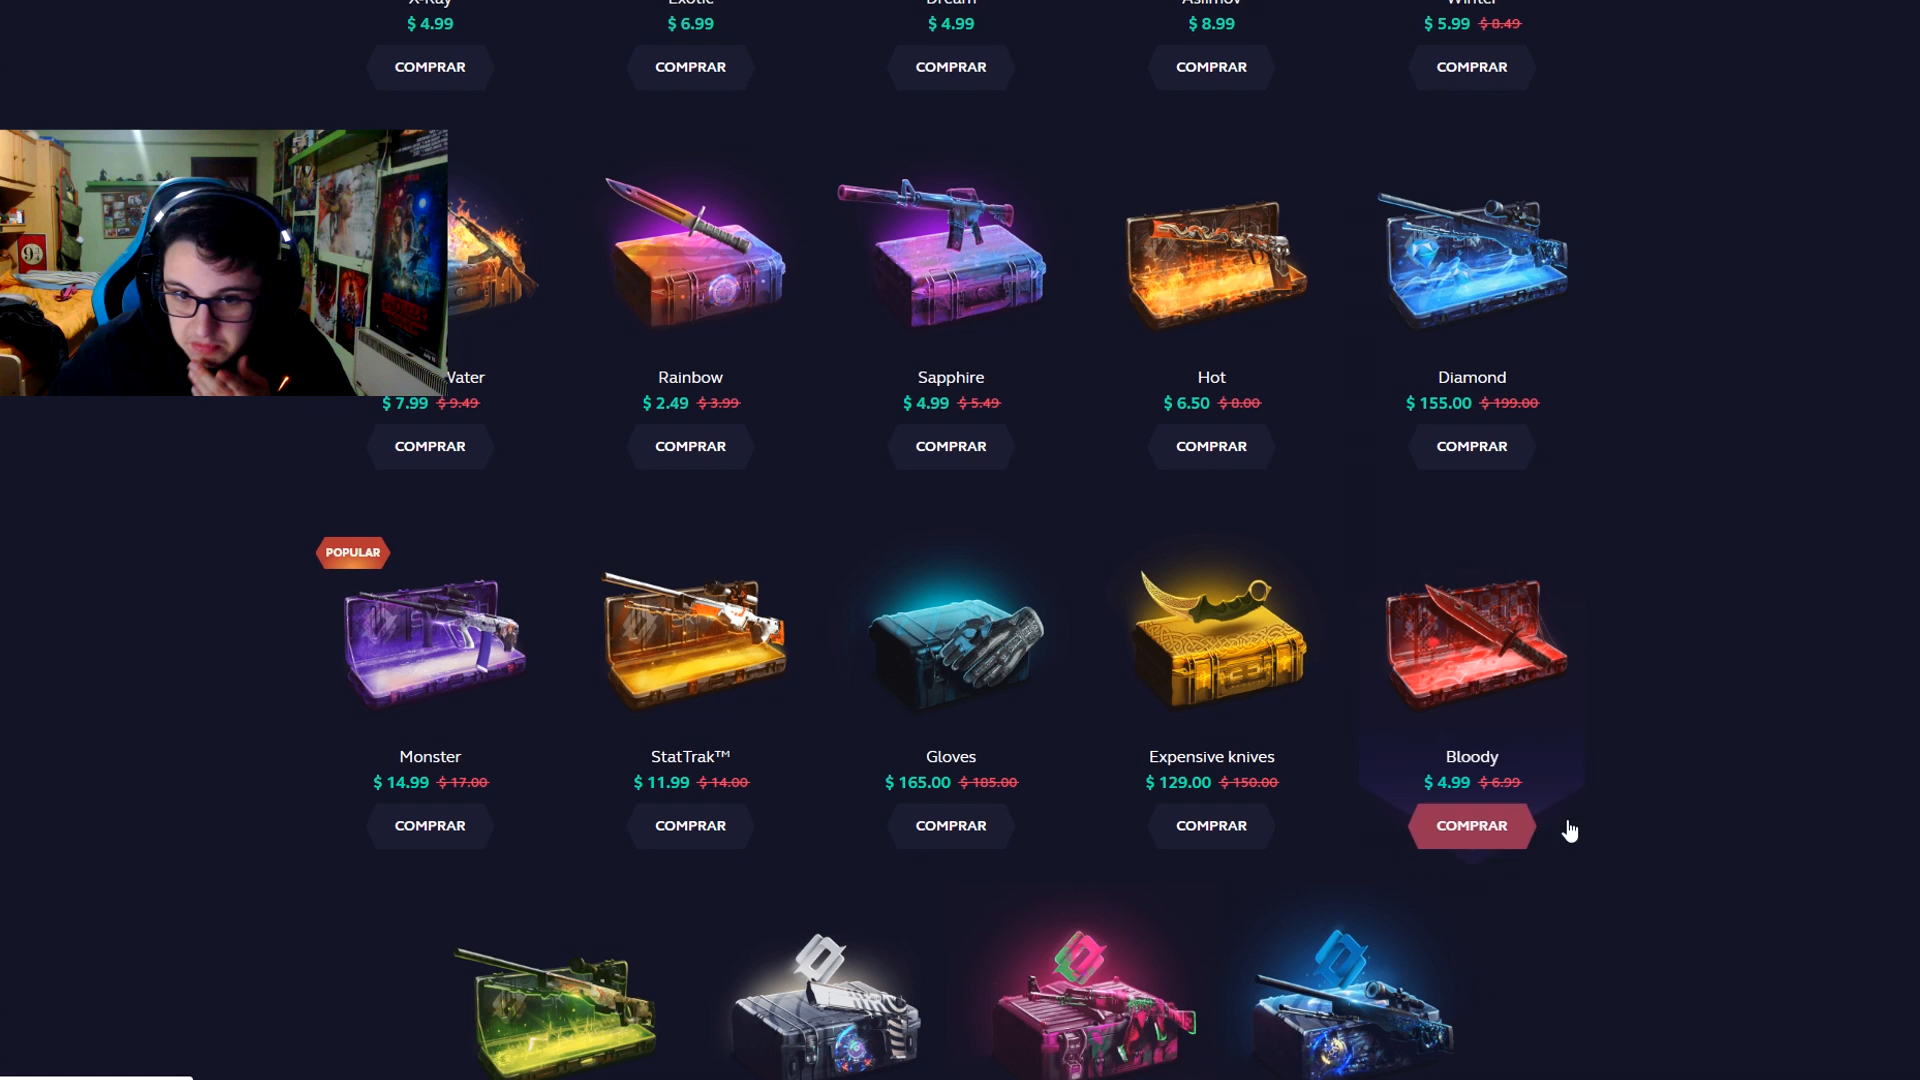 $ 4.99
$ 6.99
$ 4.99
$ 8.99
$ 5.99 $ 8.49
COMPRAR
COMPRAR
COMPRAR
COMPRAR
COMPRAR
Rainbow
Sapphire
Hot
Diamond
$ 7.99 $ 9.49
$ 2.49 $ 3.99
$ 4.99 $ 5.49
$ 6.50 $ 8.00
$ 155.00 $ 199.00
COMPRAR
COMPRAR
COMPRAR
COMPRAR
COMPRAR
POPULAR
Monster
StatTrak™
Gloves
Expensive knives
Bloody
$ 14.99 $ 17.00
$ 11.99 $ 14.00
$ 165.00 $ 185.00
$ 129.00 $ 150.00
$ 4.99 $ 6.99
COMPRAR
COMPRAR
COMPRAR
COMPRAR
COMPRAR